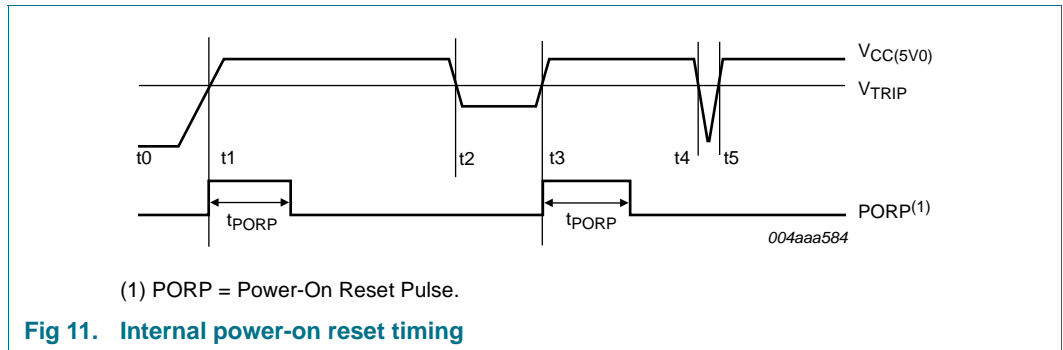 VCC(5V0)
VTRIP
t0 t1 t2 t3 t4 t5
tPORP tPORP
PORP(1)
004aaa584
(1) PORP = Power-On Reset Pulse.
Fig 11. Internal power-on reset timing